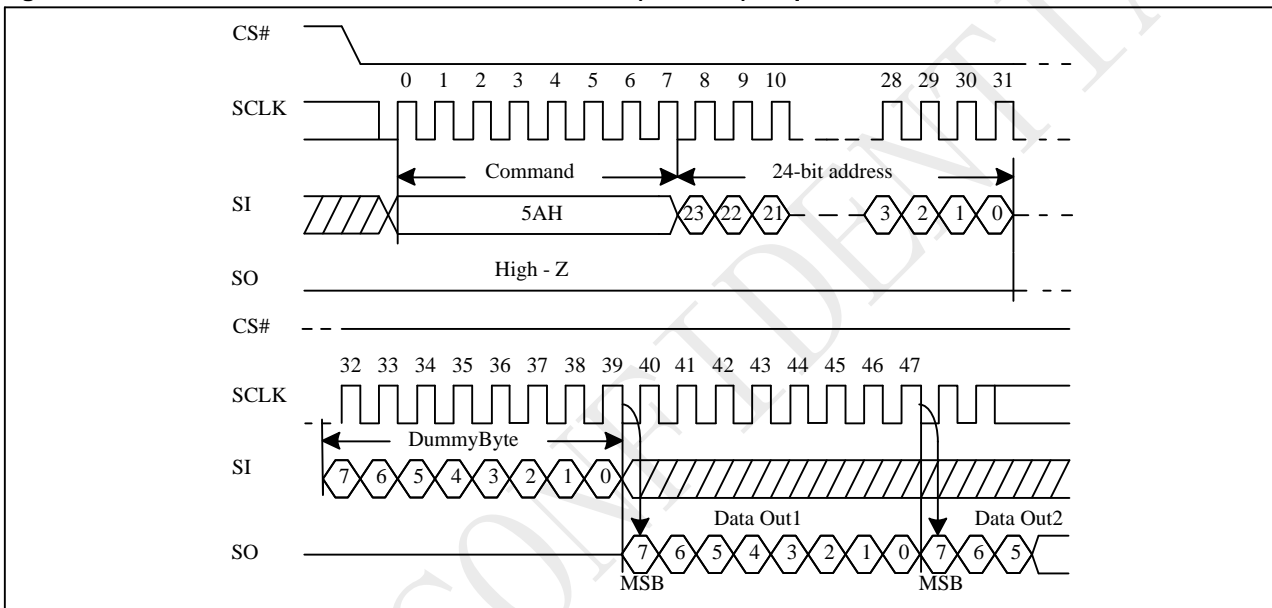 CS#
0 1 2 3 4 5 6 7 8 9 10 28 29 30 31
SCLK
Command 24-bit address
SI 5AH 23 22 21 3 2 1 0
High - Z
SO
CS#
32 33 34 35 36 37 38 39 40 41 42 43 44 45 46 47
SCLK
DummyByte
SI 7 6 5 4 3 2 1 0
Data Out1 Data Out2
SO 7 6 5 4 3 2 1 0 7 6 5
MSB MSB